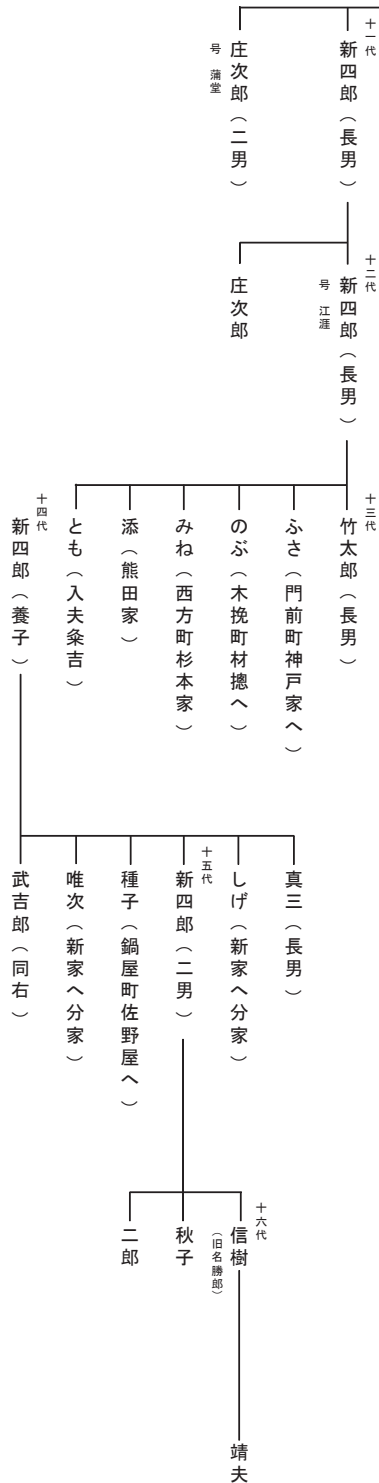 十一代
新四郎（長男）
庄次郎（二男）
号 蒲堂
十二代
新四郎（長男）
号 江涯
庄次郎
十三代
竹太郎（長男）
ふさ（門前町神戸家へ）
のぶ（木挽町材摠へ）
みね（西方町杉本家）
添（熊田家）
とも（入夫粂吉）
十四代
新四郎（養子）
真三（長男）
しげ（新家へ分家）
十五代
新四郎（二男）
種子（鍋屋町佐野屋へ）
唯次（新家へ分家）
武吉郎（同右）
十六代
信樹
（旧名勝郎）
秋子
二郎
靖夫